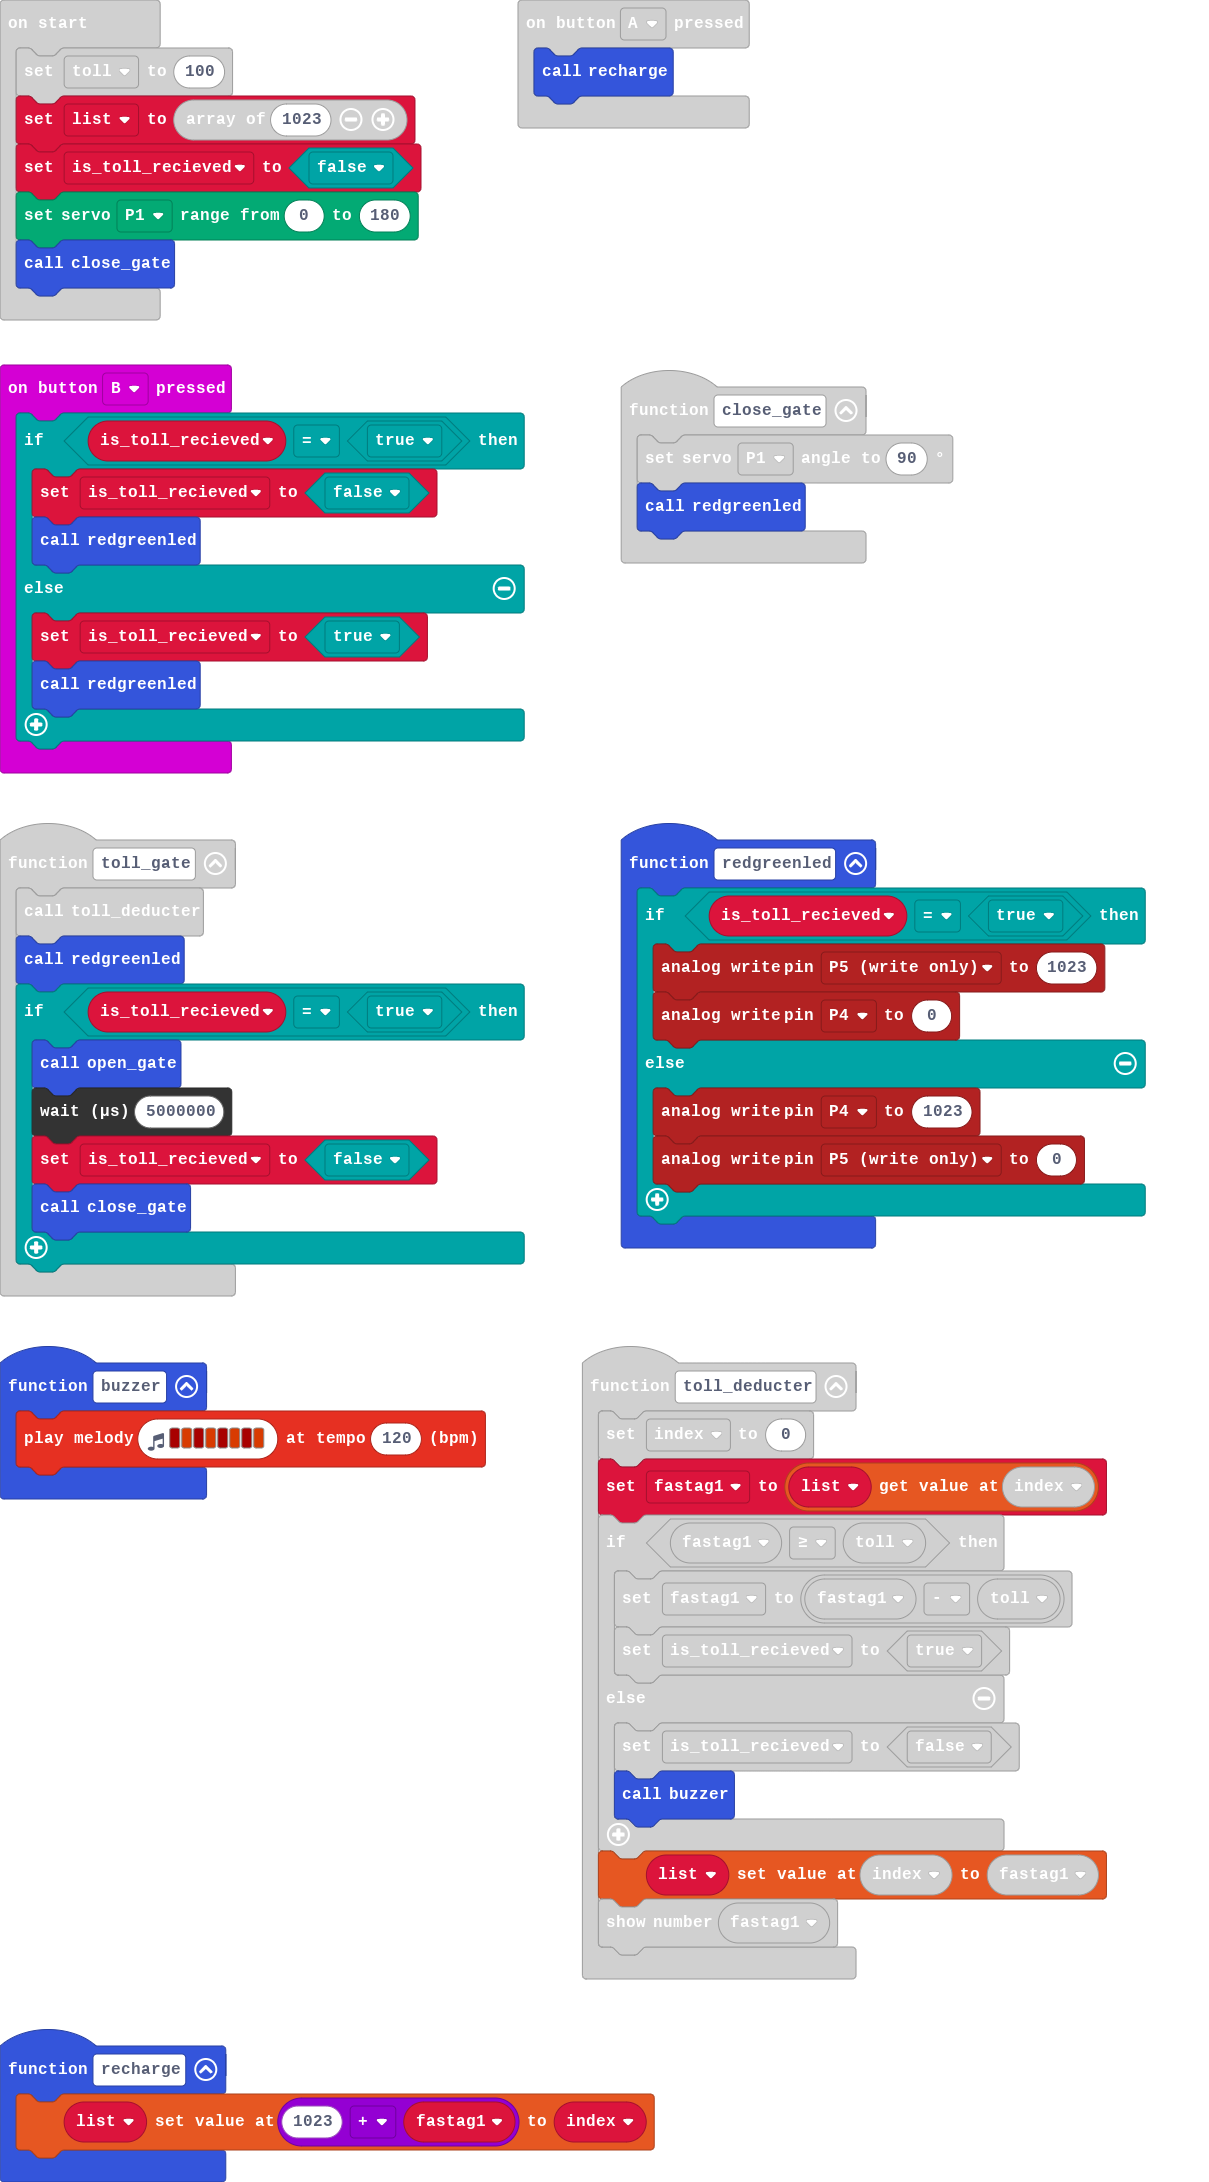 on start
set toll to 100
set list to array of 1023
set is_toll_recieved to false
set servo P1 range from 0 to 180
call close_gate
on button A pressed
call recharge
on button B pressed
if is_toll_recieved = true then
set is_toll_recieved to false
call redgreenled
else
set is_toll_recieved to true
call redgreenled
function close_gate
set servo P1 angle to 90 °
call redgreenled
function toll_gate
call toll_deducter
call redgreenled
if is_toll_recieved = true then
call open_gate
wait (µs) 5000000
set is_toll_recieved to false
call close_gate
function redgreenled
if is_toll_recieved = true then
analog write pin P5 (write only) to 1023
analog write pin P4 to 0
else
analog write pin P4 to 1023
analog write pin P5 (write only) to 0
function buzzer
play melody at tempo 120 (bpm)
function toll_deducter
set index to 0
set fastag1 to list get value at index
if fastag1 ≥ toll then
set fastag1 to fastag1 - toll
set is_toll_recieved to true
else
set is_toll_recieved to false
call buzzer
list set value at index to fastag1
show number fastag1
function recharge
list set value at 1023 + fastag1 to index